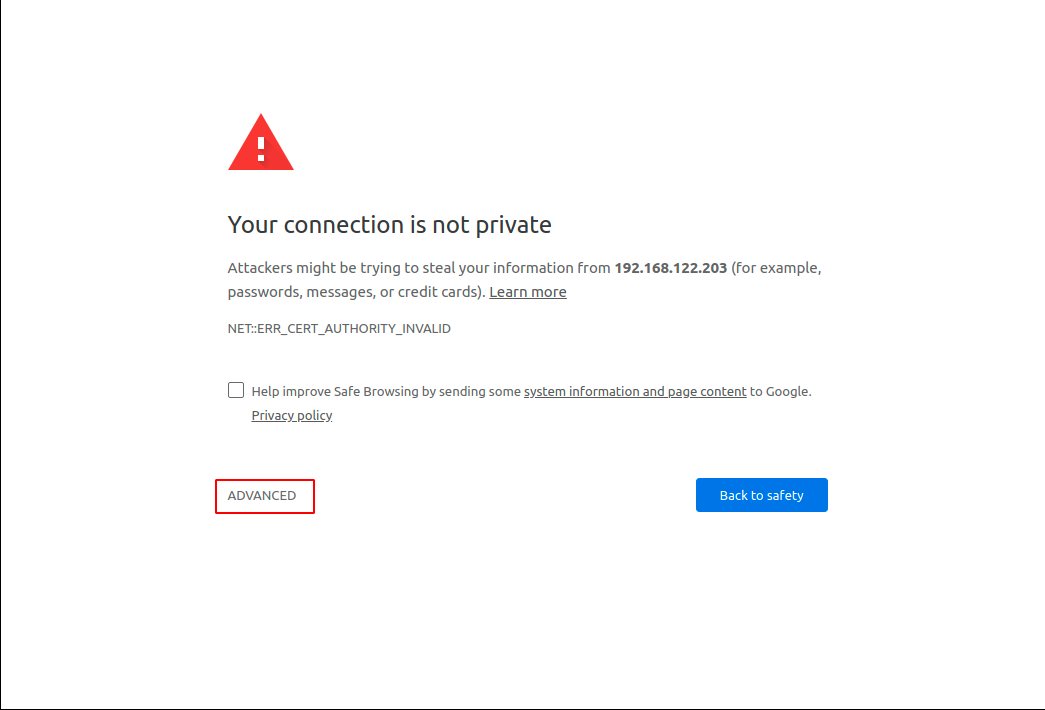 Your connection is not private
Attackers might be trying to steal your information from 192.168.122.203 (for example,
passwords, messages, or credit cards). Learn more
NET::ERR_CERT_AUTHORITY_INVALID
Help improve Safe Browsing by sending some system information and page content to Google.
Privacy policy
ADVANCED
Back to safety